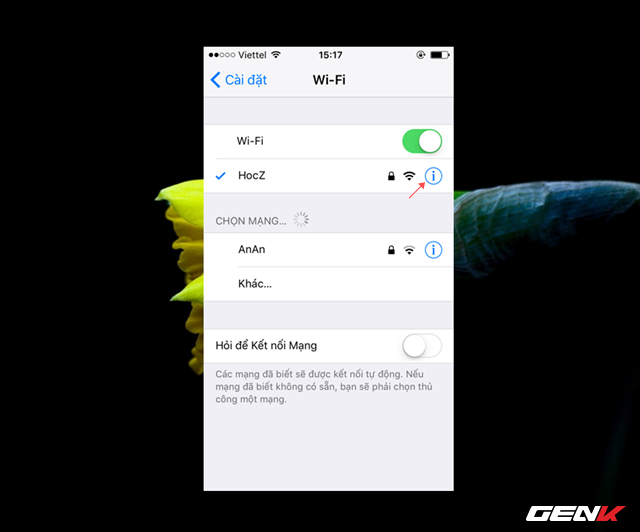 Viettel 15:17
Cài đặt Wi-Fi
Wi-Fi
HocZ
CHỌN MẠNG...
AnAn
Khác...
Hỏi để Kết nối Mạng
Các mạng đã biết sẽ được kết nối tự động. Nếu
mạng đã biết không có sẵn, bạn sẽ phải chọn thủ
công một mạng.
GENK